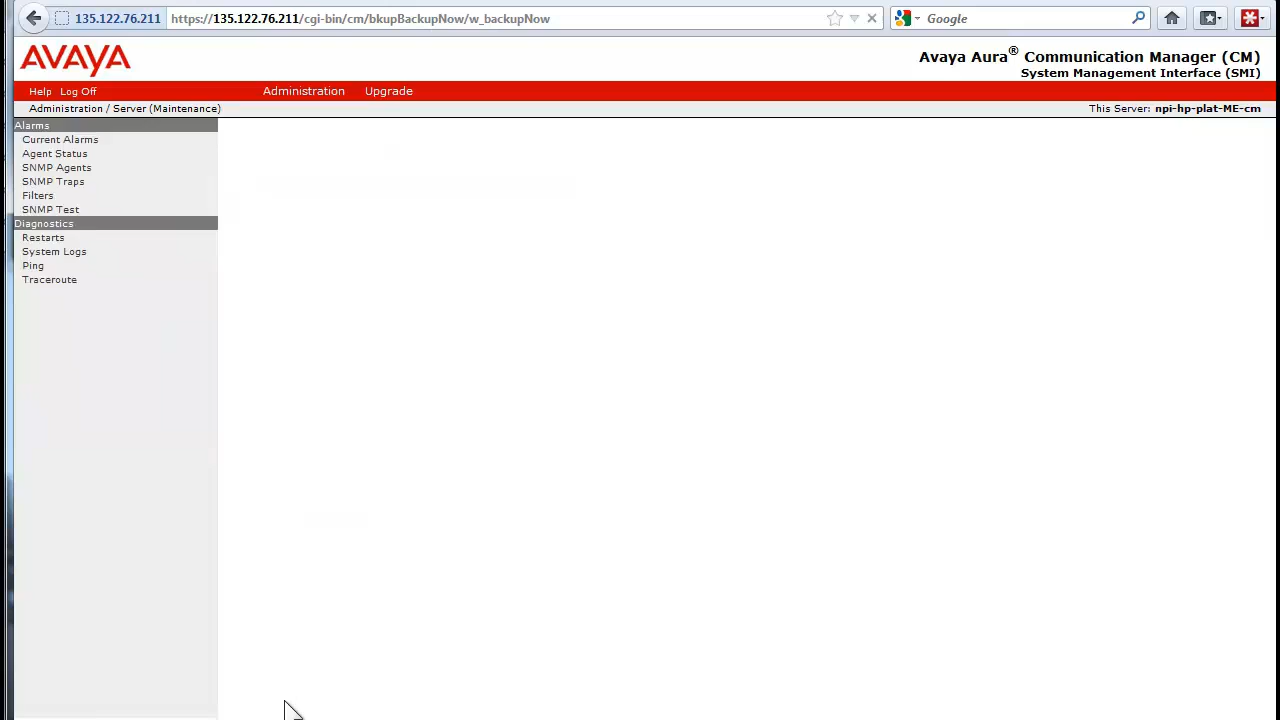 135.122.76.211 https://135.122.76.211/cgi-bin/cm/bkupBackupNow/w_backupNow Google
AVAYA
Avaya Aura® Communication Manager (CM)
System Management Interface (SMI)
Help Log Off Administration Upgrade
Administration / Server (Maintenance) This Server: npi-hp-plat-ME-cm
Alarms
Current Alarms
Agent Status
SNMP Agents
SNMP Traps
Filters
SNMP Test
Diagnostics
Restarts
System Logs
Ping
Traceroute